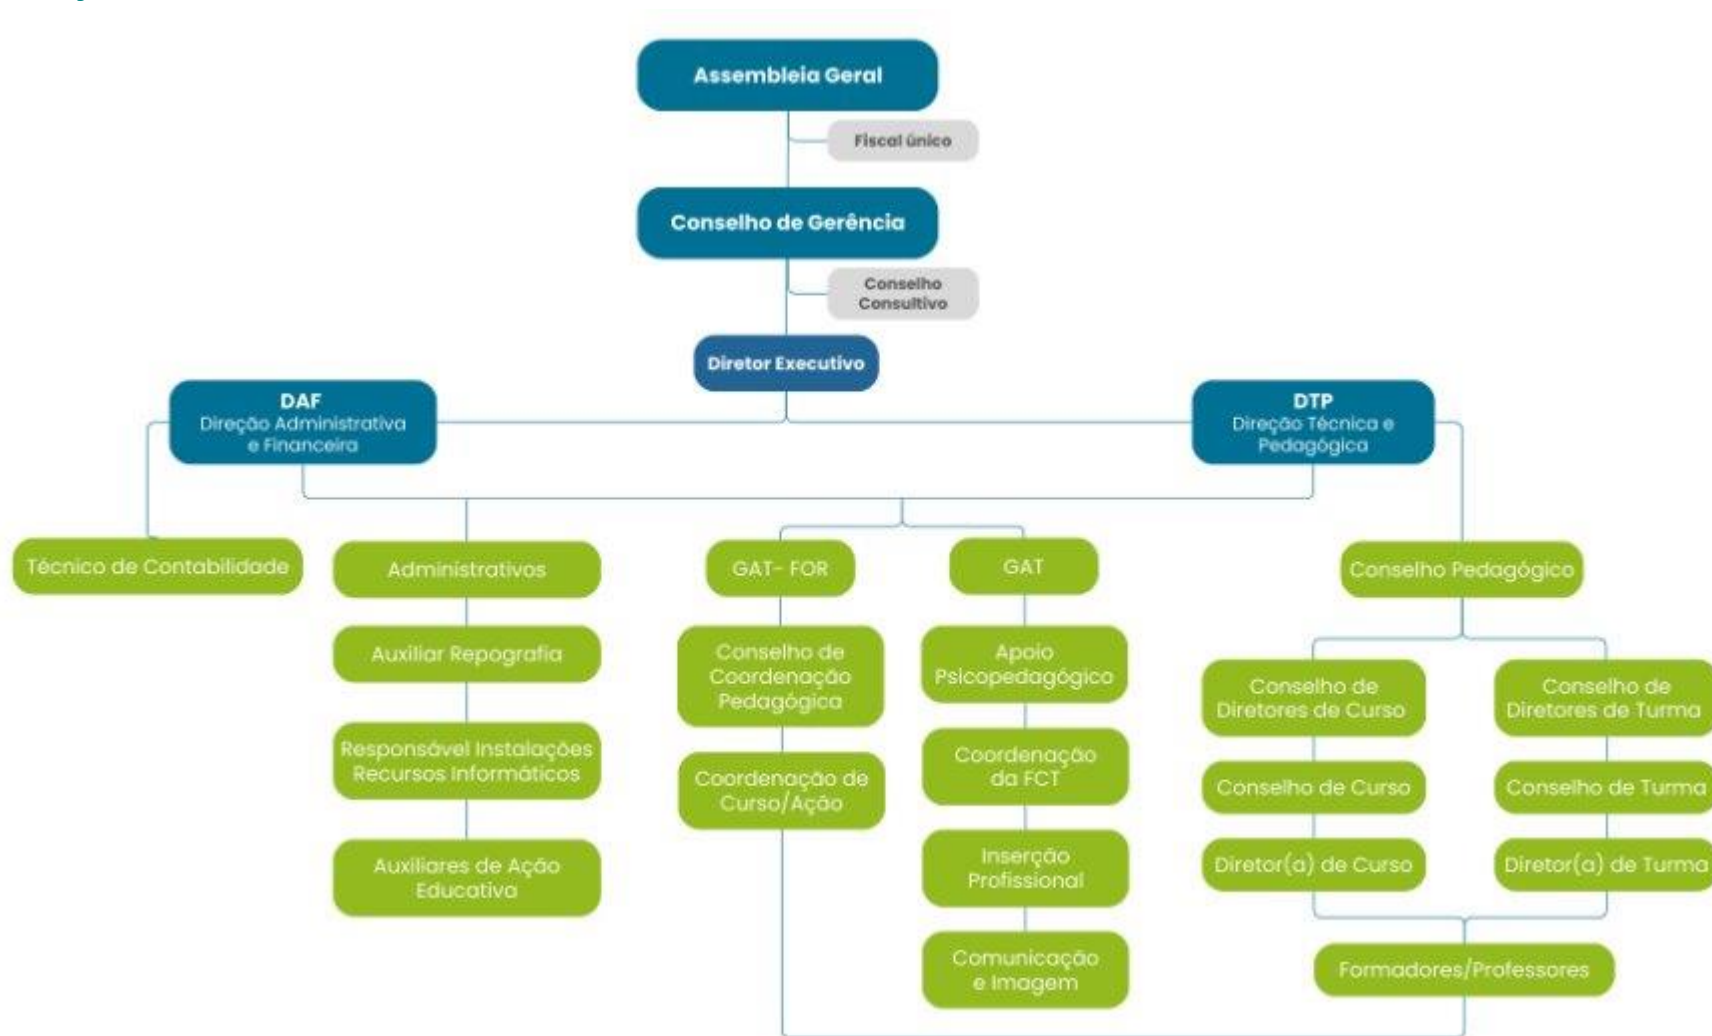 Assembleia Geral
Fiscal único
Conselho de Gerência
Conselho
Consultivo
Diretor Executivo
DAF
Direção Administrativa
e Financeira
DTP
Direção Técnica e
Pedagógica
Técnico de Contabilidade
Administrativos
GAT- FOR
GAT
Conselho Pedagógico
Auxiliar Repografia
Conselho de
Coordenação
Pedagógica
Apoio
Psicopedagógico
Conselho de
Diretores de Curso
Conselho de
Diretores de Turma
Responsável Instalações
Recursos Informáticos
Coordenação de
Curso/Ação
Coordenação
da FCT
Conselho de Curso
Conselho de Turma
Auxiliares de Ação
Educativa
Inserção
Profissional
Diretor(a) de Curso
Diretor(a) de Turma
Comunicação
e Imagem
Formadores/Professores